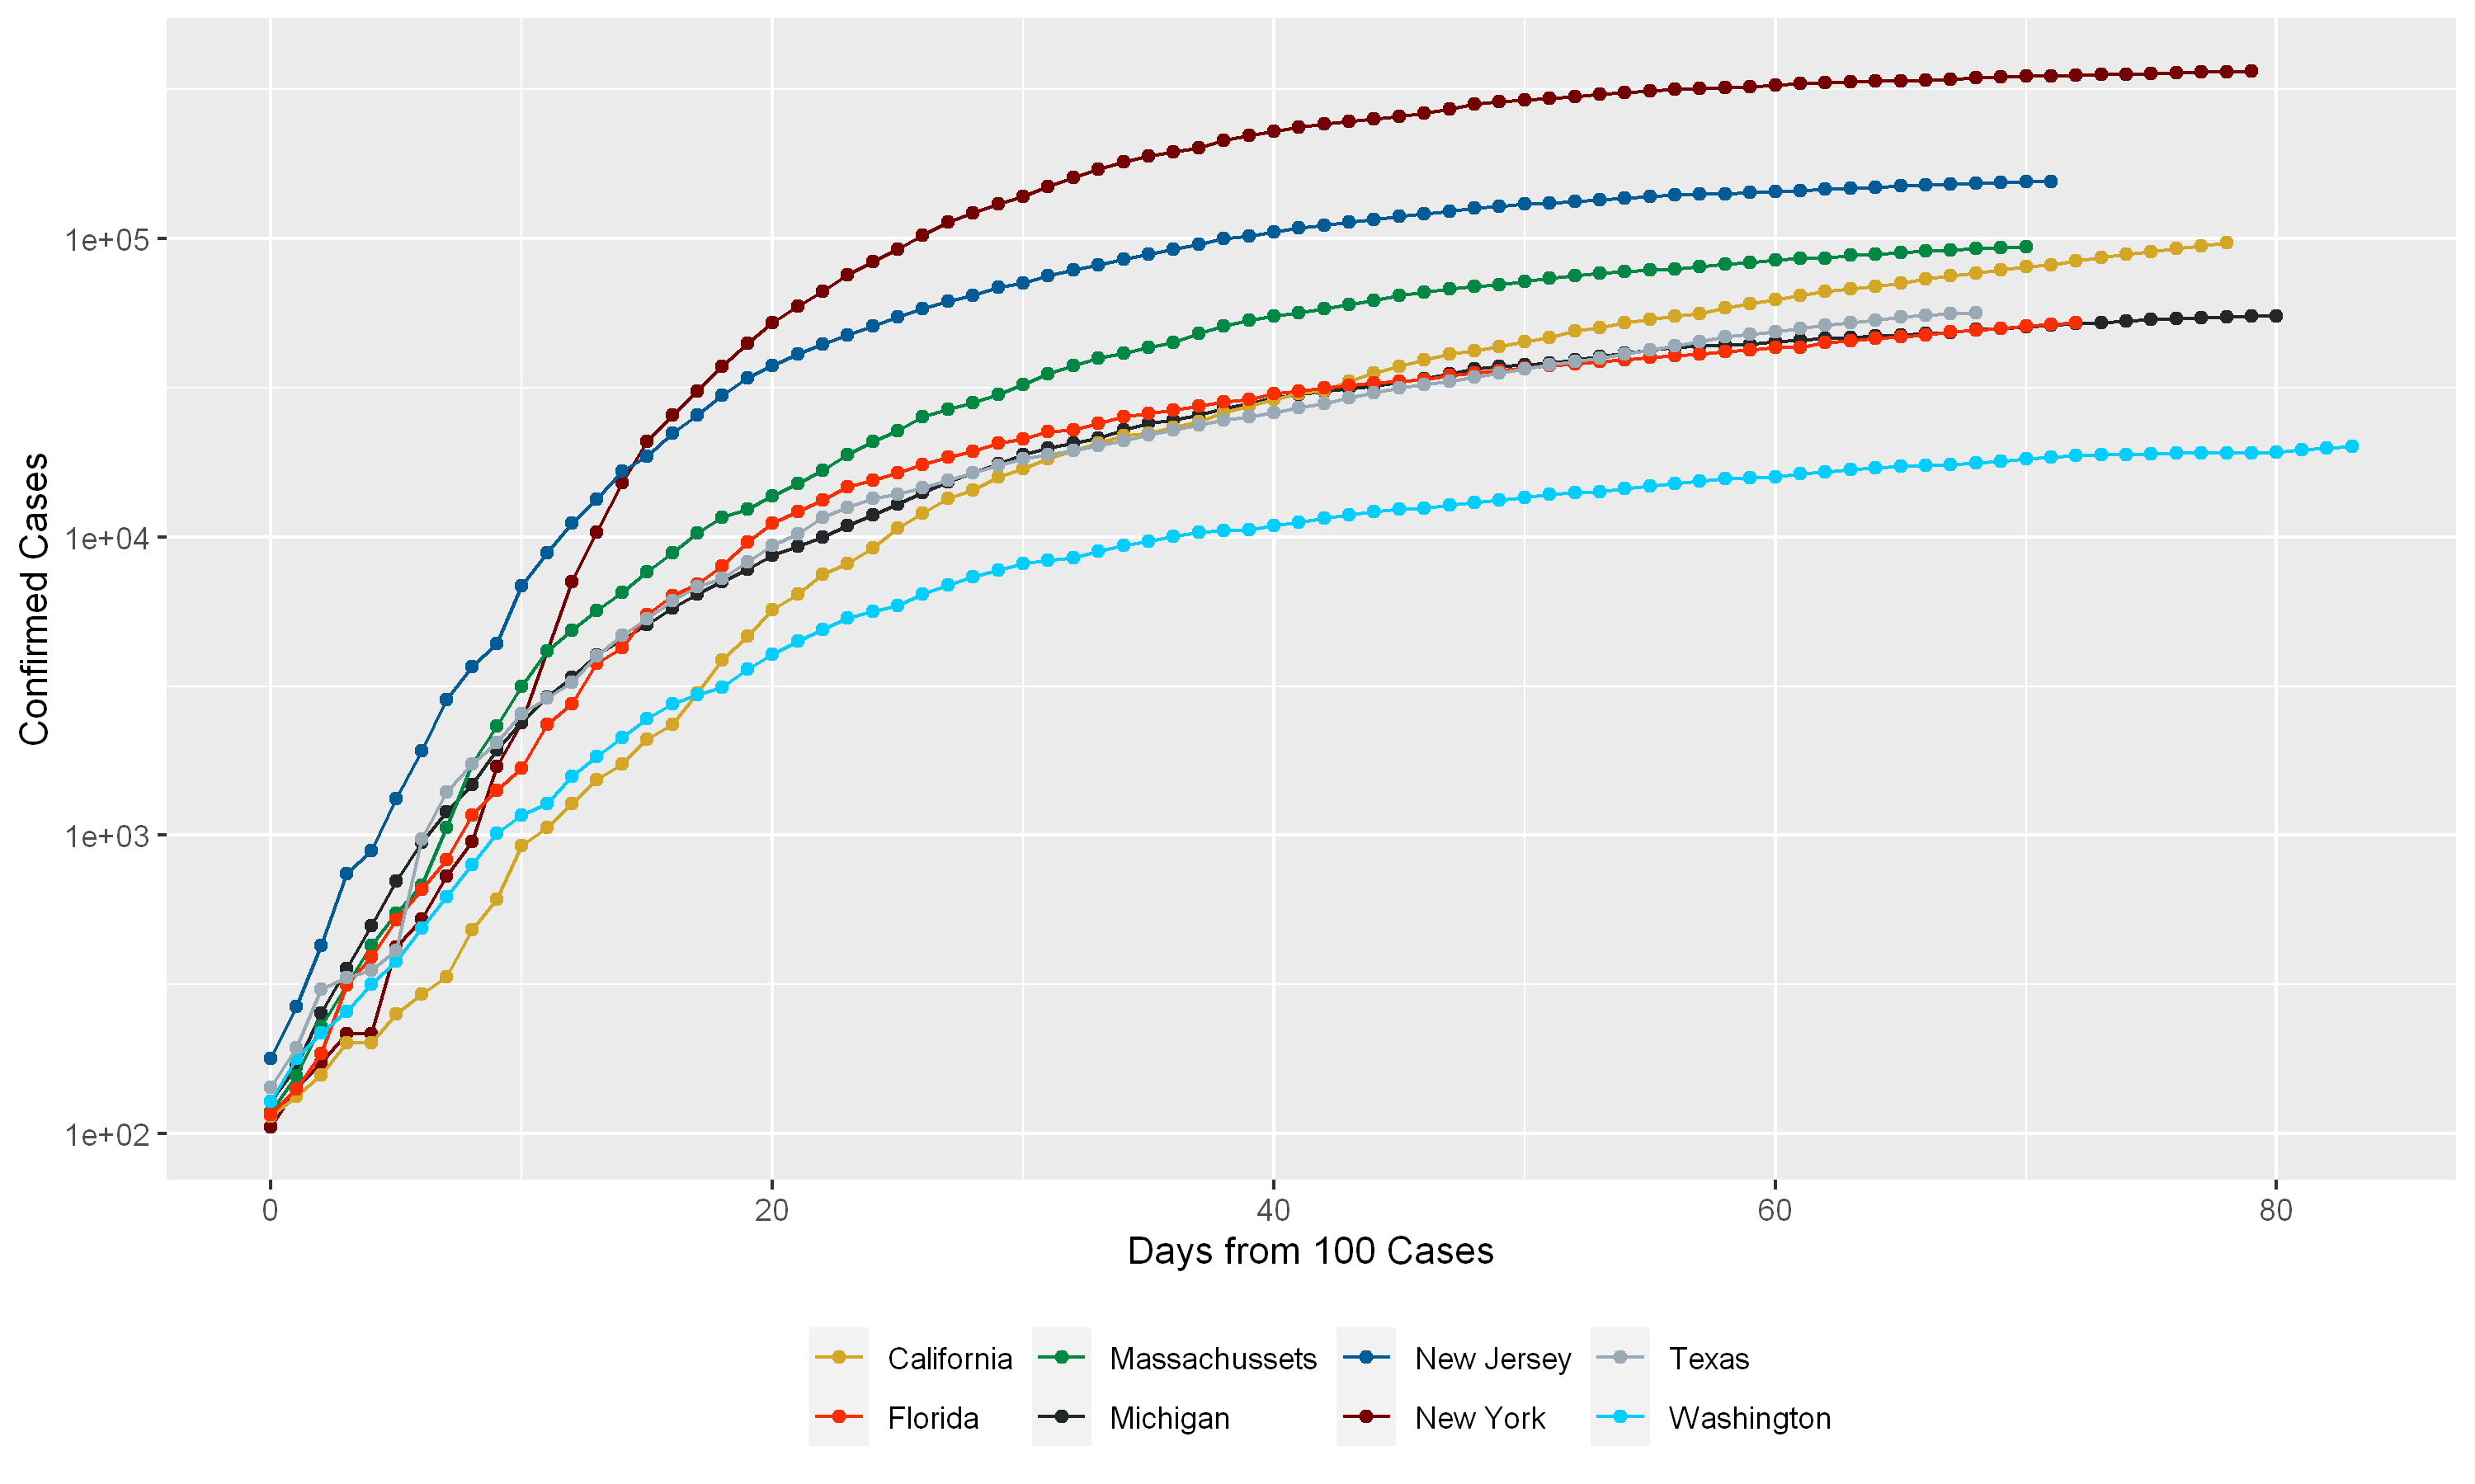 1e+05
1e+04
1e+03
1e+02
Confirmed Cases
0 20 40 60 80
Days from 100 Cases
California Massachussets New Jersey Texas
Florida Michigan New York Washington